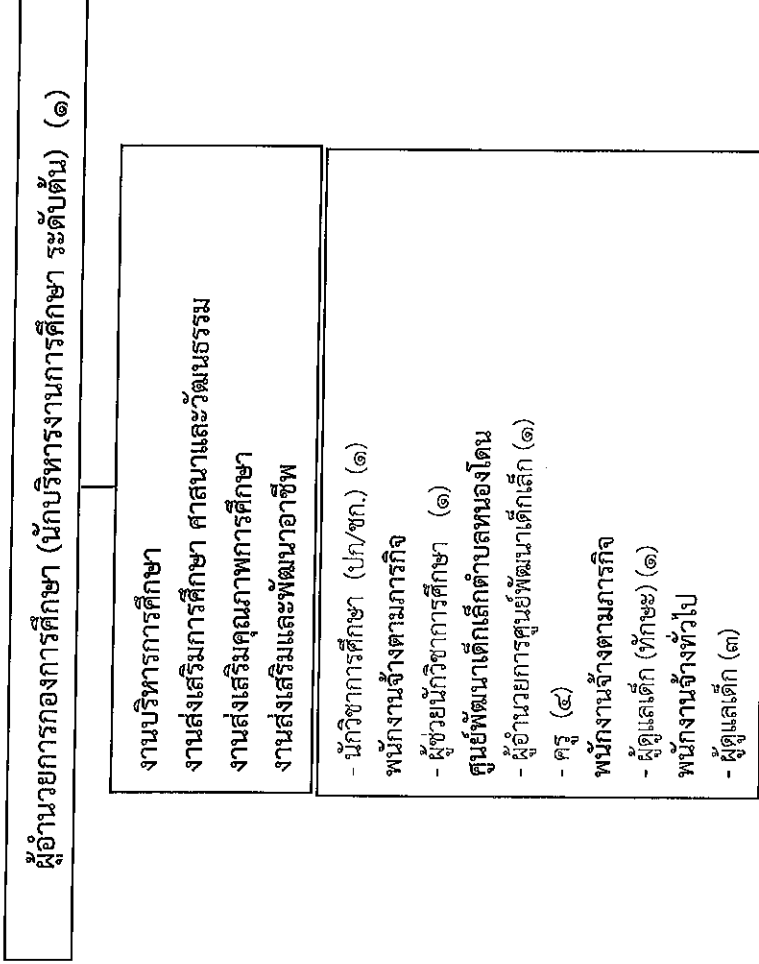 ผู้อำนวยการกองการศึกษา (นักบริหารงานการศึกษา ระดับต้น) (๑)
งานบริหารการศึกษา
งานส่งเสริมการศึกษา ศาสนาและวัฒนธรรม
งานส่งเสริมคุณภาพการศึกษา
งานส่งเสริมและพัฒนาอาชีพ
- นักวิชาการศึกษา (ปก/ชก.) (๑)
พนักงานจ้างตามภารกิจ
- ผู้ช่วยนักวิชาการศึกษา (๑)
ศูนย์พัฒนาเด็กเล็กตำบลหนองโดน
- ผู้อำนวยการศูนย์พัฒนาเด็กเล็ก (๑)
- ครู (๔)
พนักงานจ้างตามภารกิจ
- ผู้ดูแลเด็ก (ทักษะ) (๑)
พนักงานจ้างทั่วไป
- ผู้ดูแลเด็ก (๓)